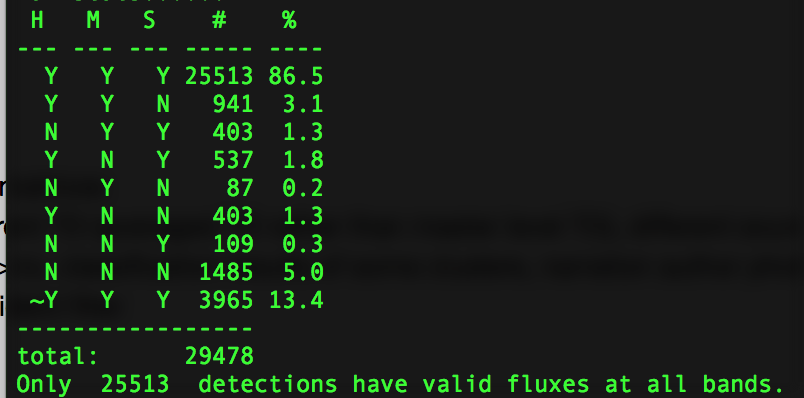 H M S # %
--- --- --- ----- ----
Y Y Y 25513 86.5
Y Y N 941 3.1
N Y Y 403 1.3
Y N Y 537 1.8
N Y N 87 0.2
Y N N 403 1.3
N N Y 109 0.3
N N N 1485 5.0
~Y Y Y 3965 13.4
-----------------
total: 29478
Only 25513 detections have valid fluxes at all bands.